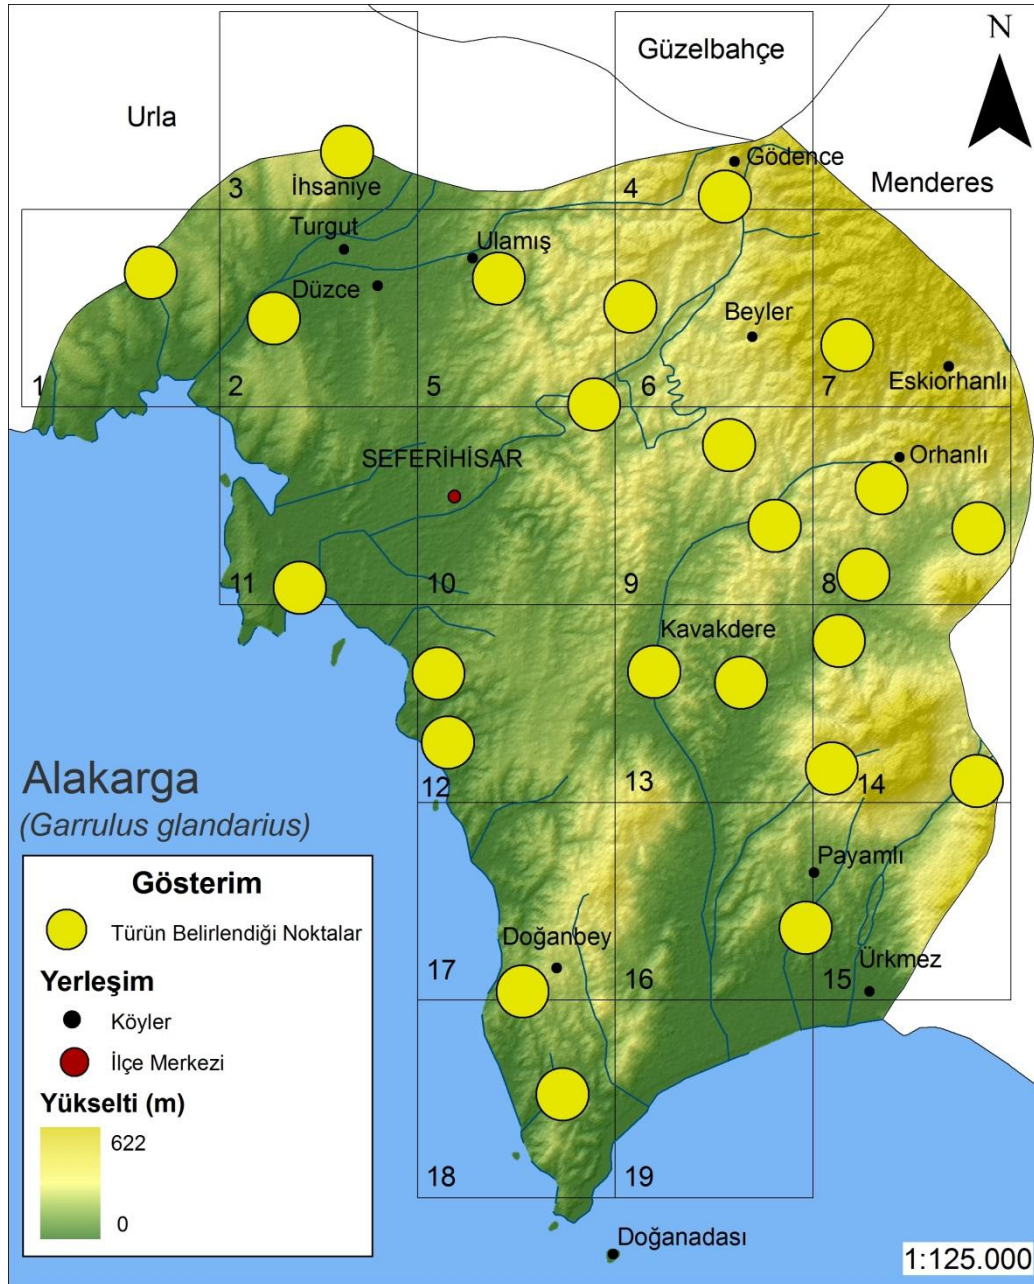 N
Güzelbahçe
Urla
Gödence
Menderes
3
4
İhsaniye
Turgut
Ulamış
Düzce
Beyler
Eskiorhanlı
1
2
5
6
7
SEFERİHİSAR
Orhanlı
11
10
9
8
Kavakdere
Alakarga
(Garrulus glandarius)
12
13
14
Payamlı
Doğanbey
Ürkmez
17
16
15
18
19
Doğanadası
Gösterim
Türün Belirlendiği Noktalar
Yerleşim
Köyler
İlçe Merkezi
Yükselti (m)
622
0
1:125.000